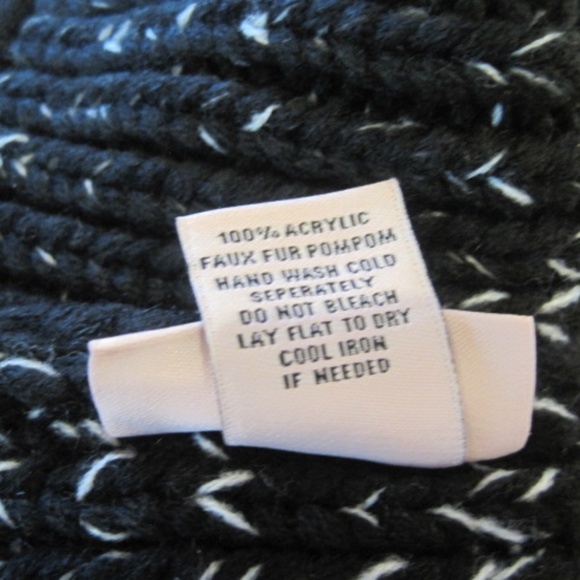 100% ACRYLIC
FAUX FUR POMPOM
HAND WASH COLD
SEPERATELY
DO NOT BLEACH
LAY FLAT TO DRY
COOL IRON
IF NEEDED